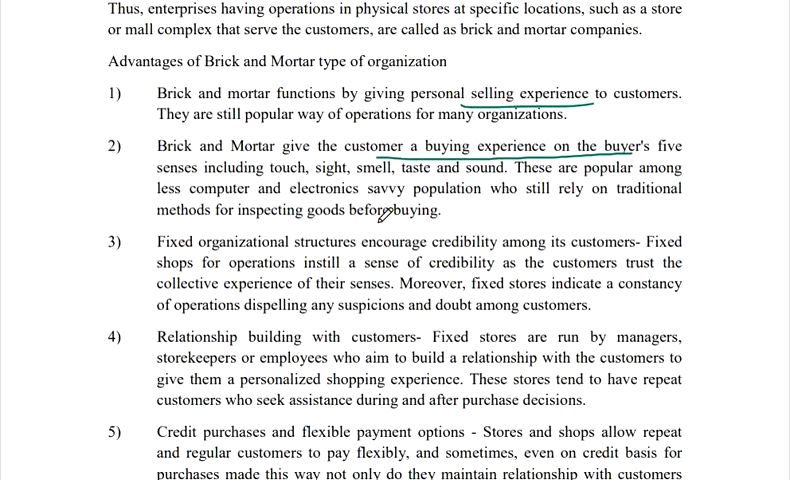 Thus, enterprises having operations in physical stores at specific locations, such as a store
or mall complex that serve the customers, are called as brick and mortar companies.
Advantages of Brick and Mortar type of organization
1) Brick and mortar functions by giving personal selling experience to customers.
They are still popular way of operations for many organizations.
2) Brick and Mortar give the customer a buying experience on the buyer's five
senses including touch, sight, smell, taste and sound. These are popular among
less computer and electronics savvy population who still rely on traditional
methods for inspecting goods before buying.
3) Fixed organizational structures encourage credibility among its customers- Fixed
shops for operations instill a sense of credibility as the customers trust the
collective experience of their senses. Moreover, fixed stores indicate a constancy
of operations dispelling any suspicions and doubt among customers.
4) Relationship building with customers- Fixed stores are run by managers,
storekeepers or employees who aim to build a relationship with the customers to
give them a personalized shopping experience. These stores tend to have repeat
customers who seek assistance during and after purchase decisions.
5) Credit purchases and flexible payment options - Stores and shops allow repeat
and regular customers to pay flexibly, and sometimes, even on credit basis for
purchases made this way not only do they maintain relationship with customers